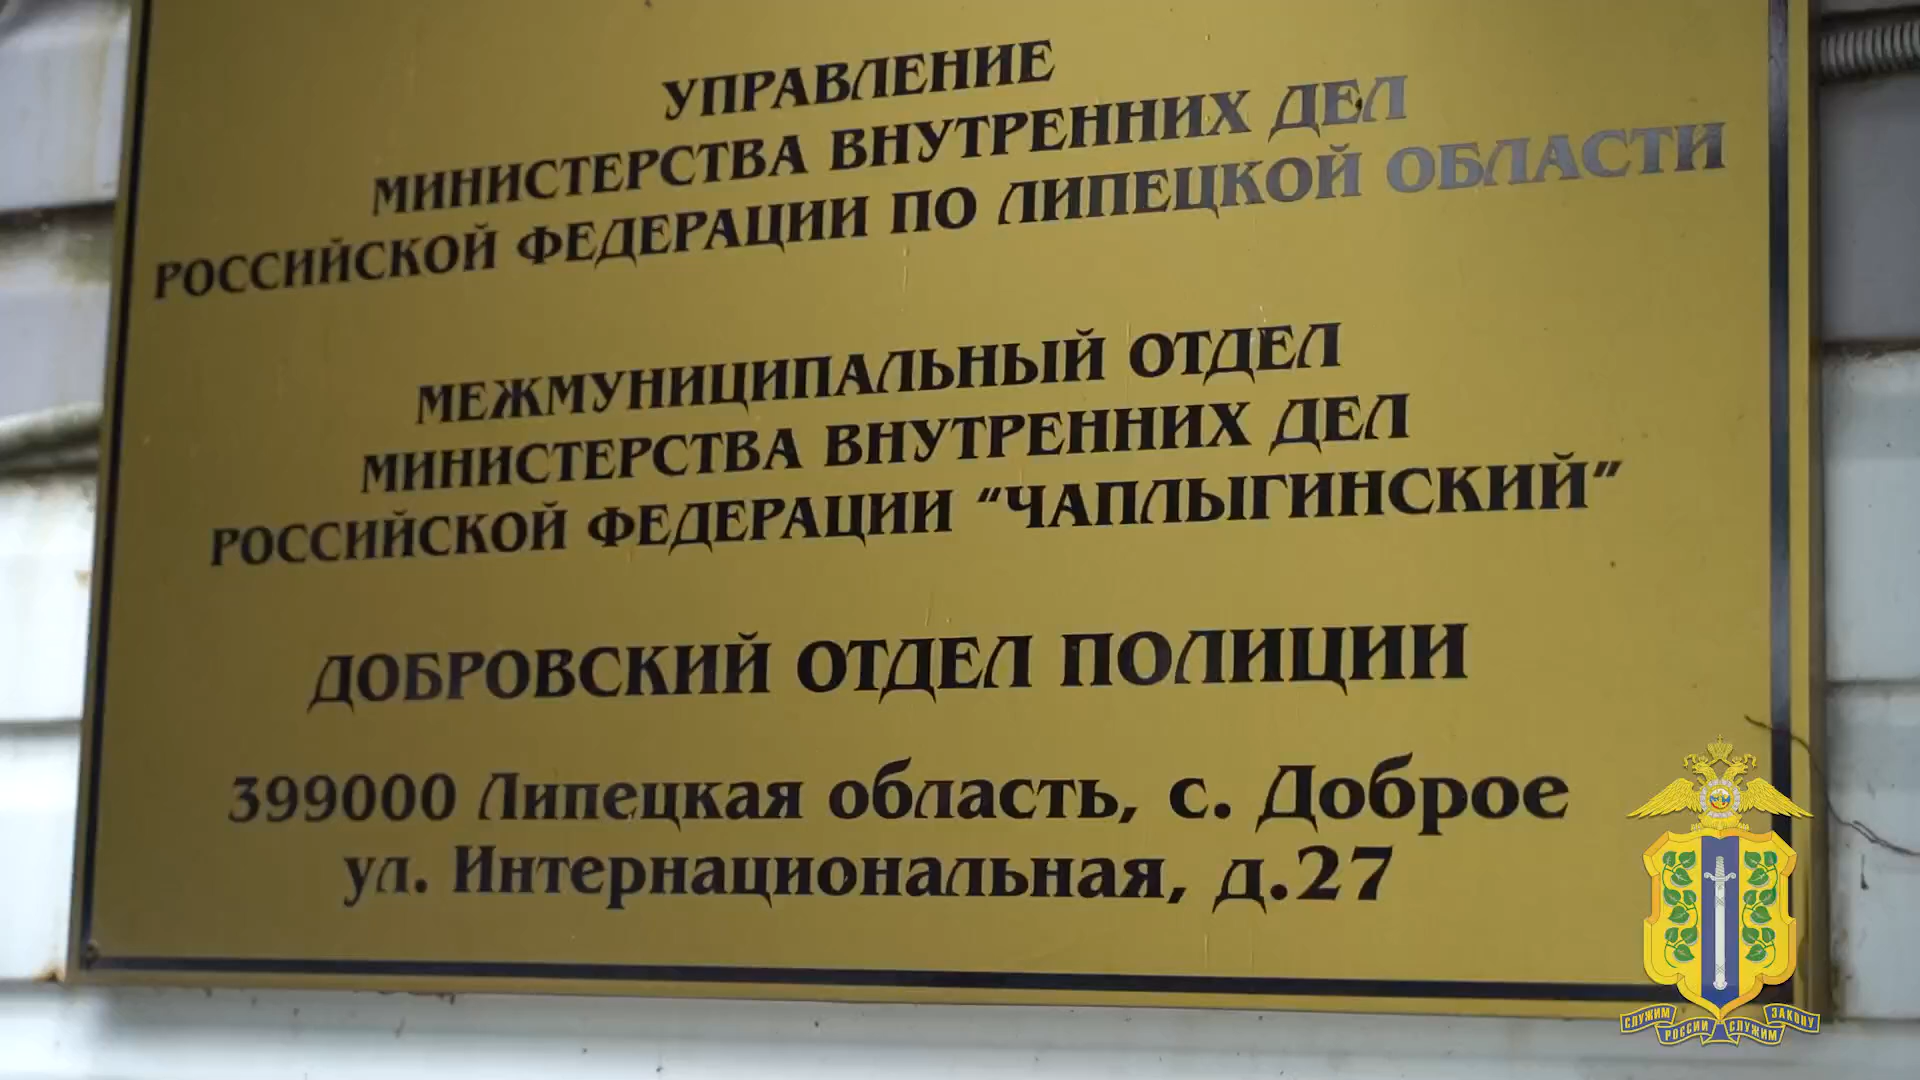 УПРАВЛЕНИЕ
МИНИСТЕРСТВА ВНУТРЕННИХ ДЕЛ
РОССИЙСКОЙ ФЕДЕРАЦИИ ПО ЛИПЕЦКОЙ ОБЛАСТИ
МЕЖМУНИЦИПАЛЬНЫЙ ОТДЕЛ
МИНИСТЕРСТВА ВНУТРЕННИХ ДЕЛ
РОССИЙСКОЙ ФЕДЕРАЦИИ “ЧАПЛЫГИНСКИЙ”
ДОБРОВСКИЙ ОТДЕЛ ПОЛИЦИИ
399000 Липецкая область, с. Доброе
ул. Интернациональная, д.27
СЛУЖИМ РОССИИ СЛУЖИМ ЗАКОНУ